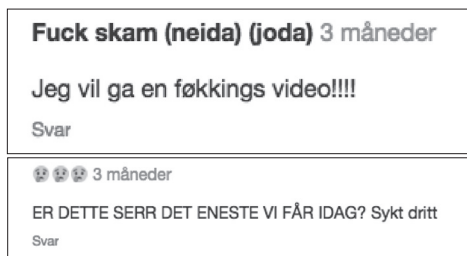 Fuck skam (neida) (joda) 3 måneder
Jeg vil ga en føkkings video!!!!
Svar
😢😢😢 3 måneder
ER DETTE SERR DET ENESTE VI FÅR IDAG? Sykt dritt
Svar